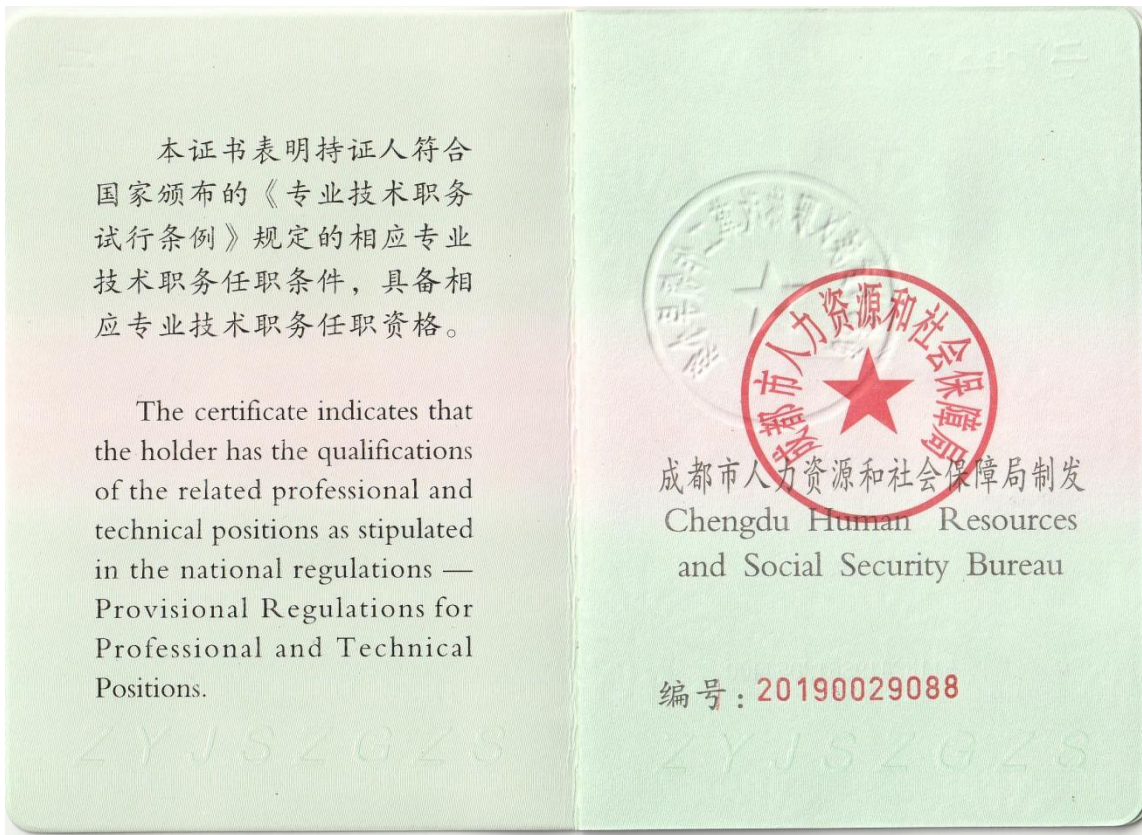 本证书表明持证人符合
国家颁布的《专业技术职务
试行条例》规定的相应专业
技术职务任职条件，具备相
应专业技术职务任职资格。
The certificate indicates that
the holder has the qualifications
of the related professional and
technical positions as stipulated
in the national regulations —
Provisional Regulations for
Professional and Technical
Positions.
ZYJSZGZS
成都市人力资源和社会保障局
成都市人力资源和社会保障局制发
Chengdu Human Resources
and Social Security Bureau
编号：20190029088
ZYJSZGZS